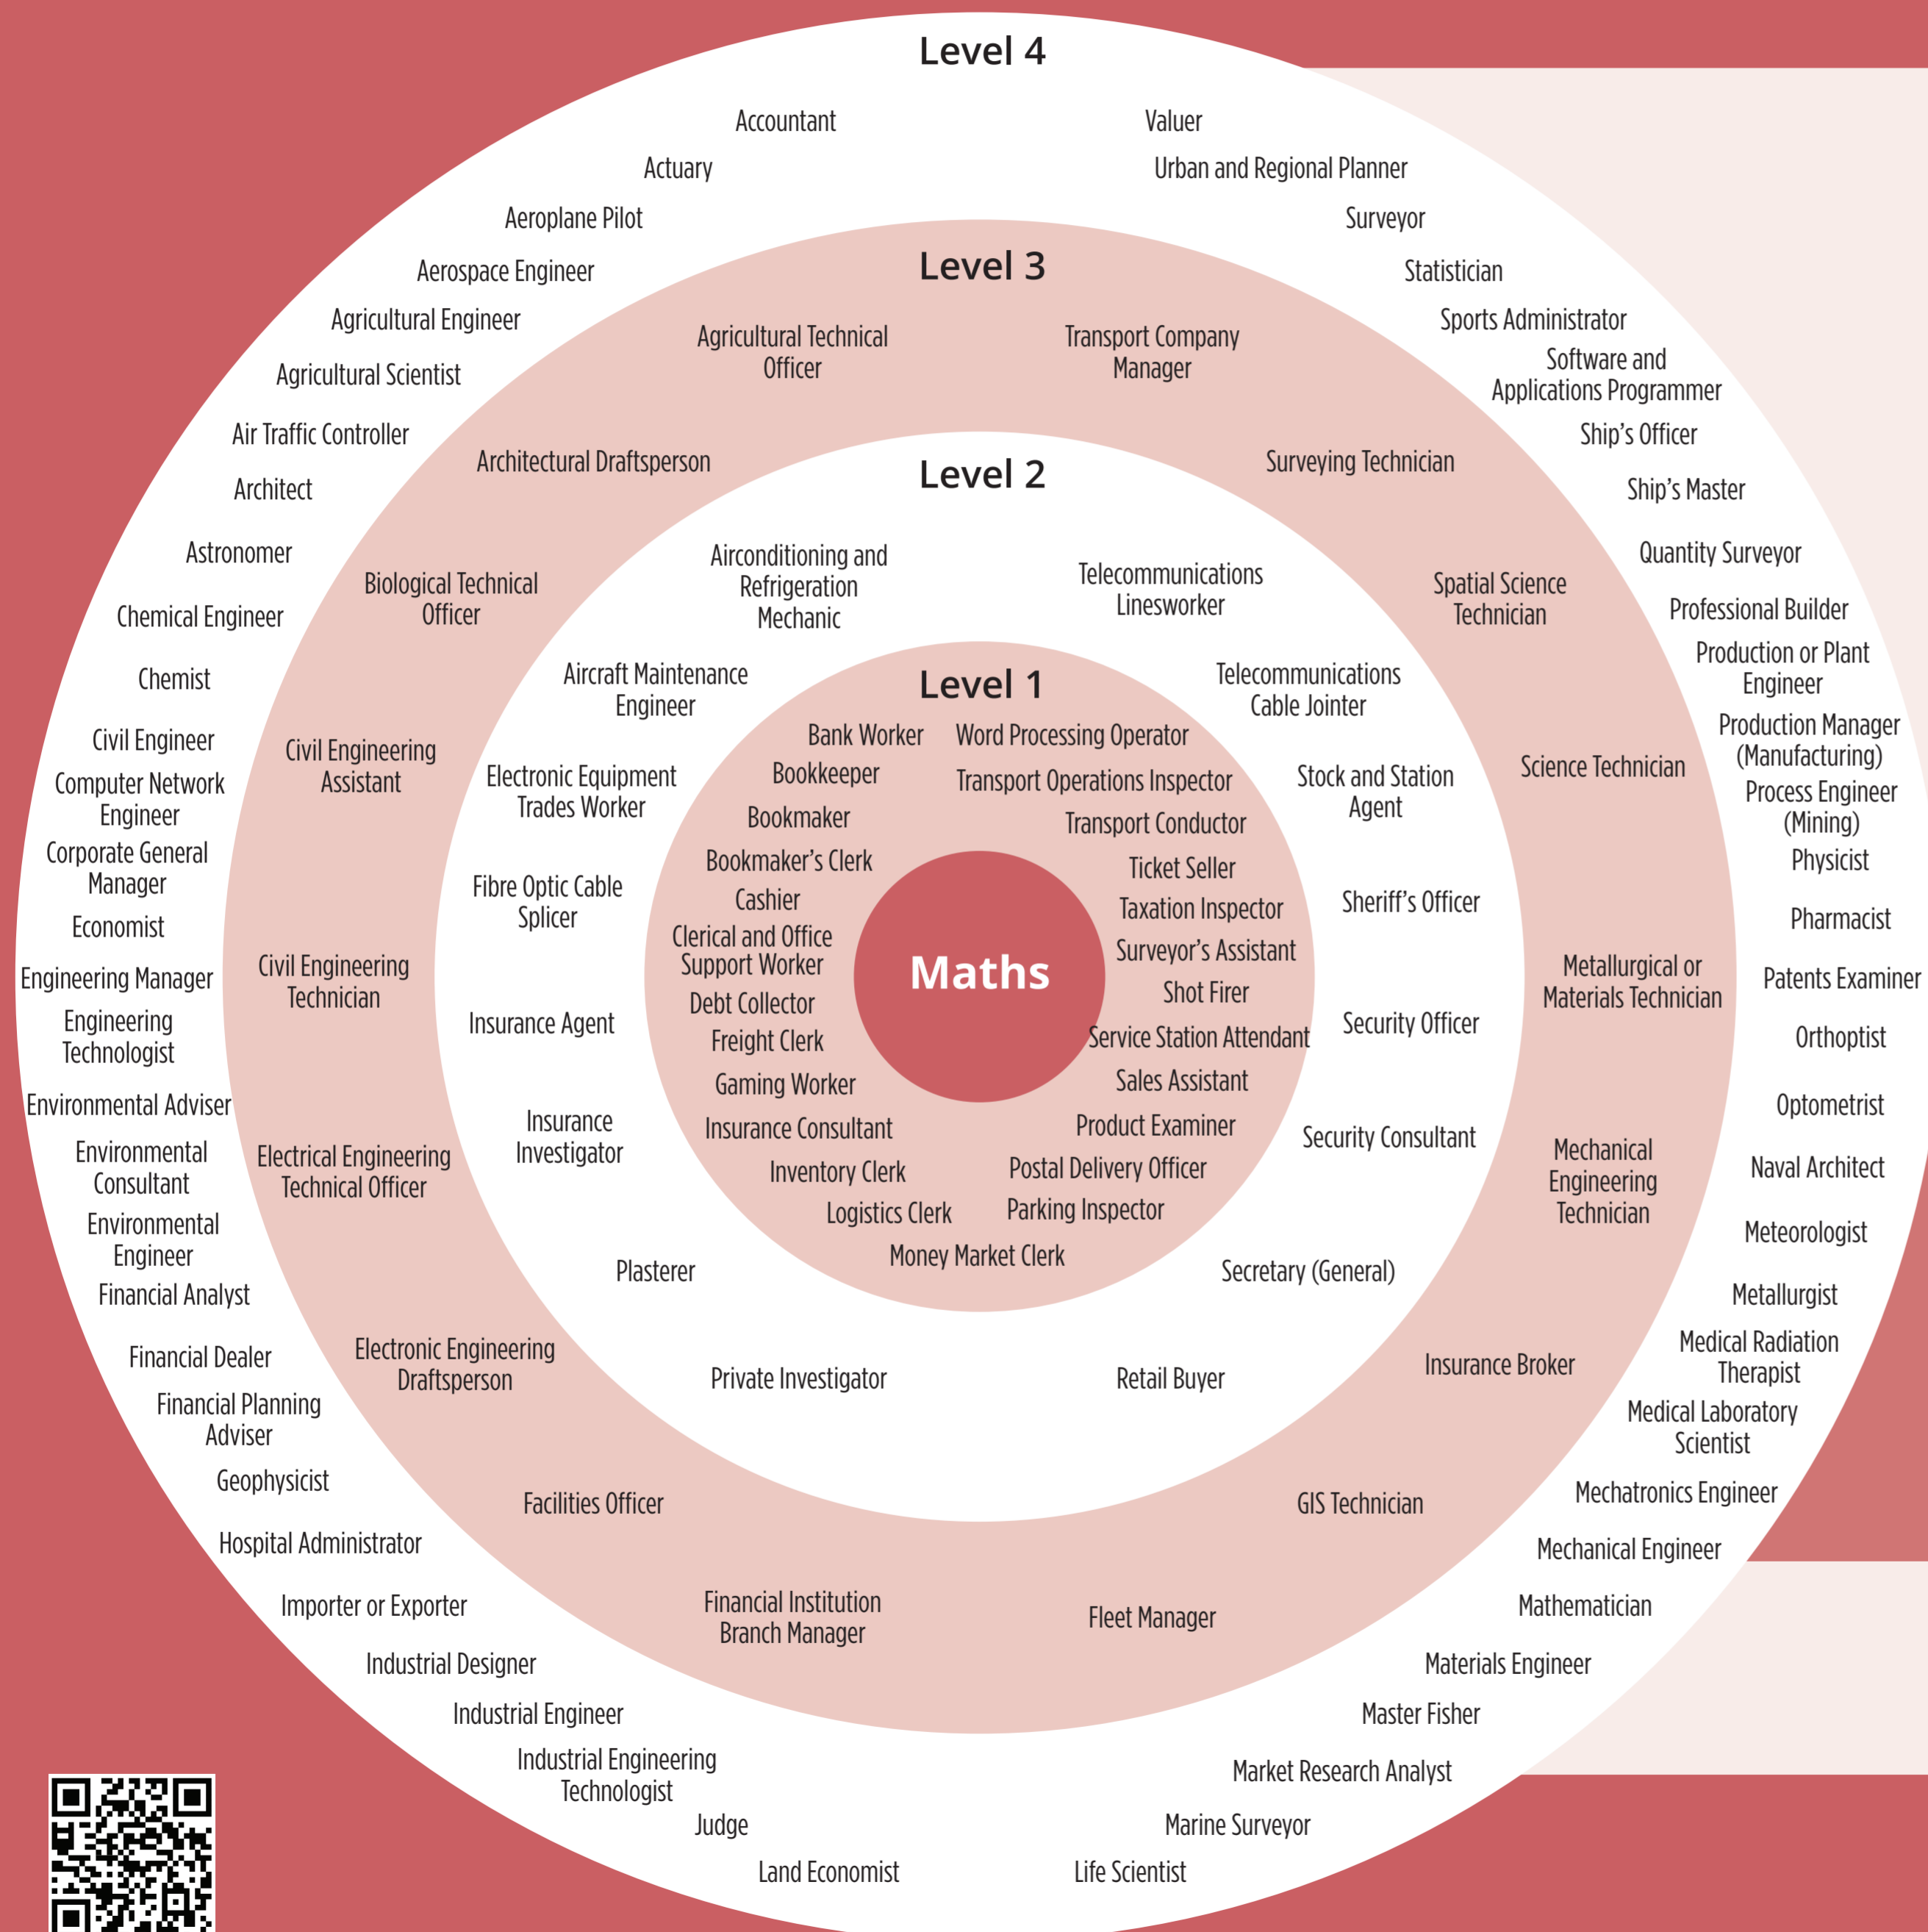 Level 4
Accountant
Actuary
Aeroplane Pilot
Aerospace Engineer
Agricultural Engineer
Agricultural Scientist
Air Traffic Controller
Architect
Astronomer
Chemical Engineer
Chemist
Civil Engineer
Computer Network
Engineer
Corporate General
Manager
Economist
Engineering Manager
Engineering
Technologist
Environmental Adviser
Environmental
Consultant
Environmental
Engineer
Financial Analyst
Financial Dealer
Financial Planning
Adviser
Geophysicist
Hospital Administrator
Importer or Exporter
Industrial Designer
Industrial Engineer
Industrial Engineering
Technologist
Judge
Land Economist
Valuer
Urban and Regional Planner
Surveyor
Statistician
Sports Administrator
Software and
Applications Programmer
Ship's Officer
Ship's Master
Quantity Surveyor
Professional Builder
Production or Plant
Engineer
Production Manager
(Manufacturing)
Process Engineer
(Mining)
Physicist
Pharmacist
Patents Examiner
Orthoptist
Optometrist
Naval Architect
Meteorologist
Metallurgist
Medical Radiation
Therapist
Medical Laboratory
Scientist
Mechatronics Engineer
Mechanical Engineer
Mathematician
Materials Engineer
Master Fisher
Market Research Analyst
Marine Surveyor
Life Scientist
Level 3
Agricultural Technical
Officer
Architectural Draftsperson
Biological Technical
Officer
Civil Engineering
Assistant
Civil Engineering
Technician
Electrical Engineering
Technical Officer
Electronic Engineering
Draftsperson
Facilities Officer
Financial Institution
Branch Manager
Transport Company
Manager
Surveying Technician
Spatial Science
Technician
Science Technician
Metallurgical or
Materials Technician
Mechanical
Engineering
Technician
Insurance Broker
GIS Technician
Fleet Manager
Level 2
Airconditioning and
Refrigeration
Mechanic
Aircraft Maintenance
Engineer
Electronic Equipment
Trades Worker
Fibre Optic Cable
Splicer
Insurance Agent
Insurance
Investigator
Plasterer
Private Investigator
Telecommunications
Linesworker
Telecommunications
Cable Jointer
Stock and Station
Agent
Sheriff's Officer
Security Officer
Security Consultant
Secretary (General)
Retail Buyer
Level 1
Bank Worker
Bookkeeper
Bookmaker
Bookmaker's Clerk
Cashier
Clerical and Office
Support Worker
Debt Collector
Freight Clerk
Gaming Worker
Insurance Consultant
Inventory Clerk
Logistics Clerk
Money Market Clerk
Word Processing Operator
Transport Operations Inspector
Transport Conductor
Ticket Seller
Taxation Inspector
Surveyor's Assistant
Shot Firer
Service Station Attendant
Sales Assistant
Product Examiner
Postal Delivery Officer
Parking Inspector
Maths